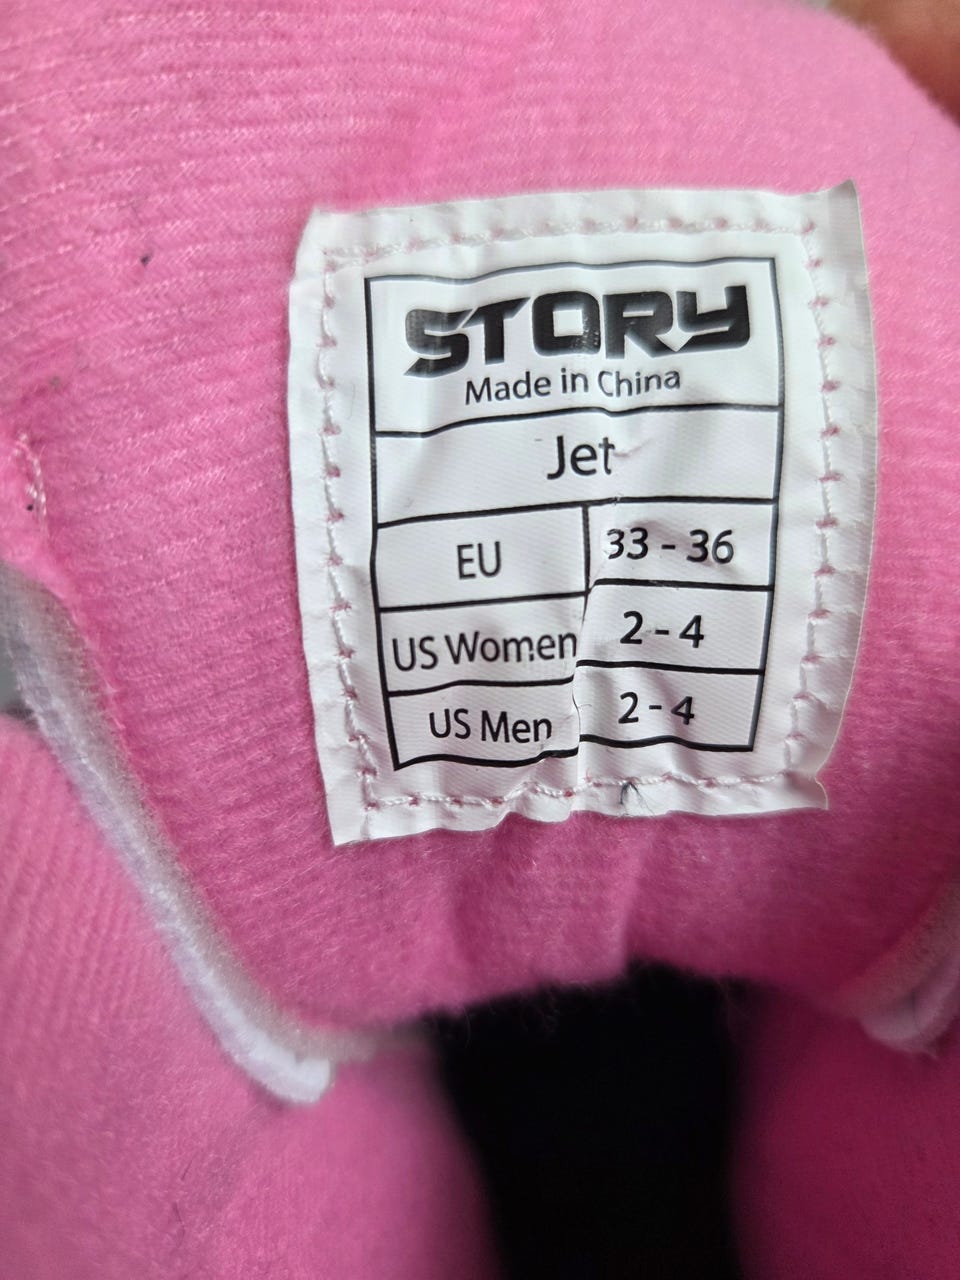 STORY
Made in China
Jet
EU 33 - 36
US Women 2 - 4
US Men 2 - 4